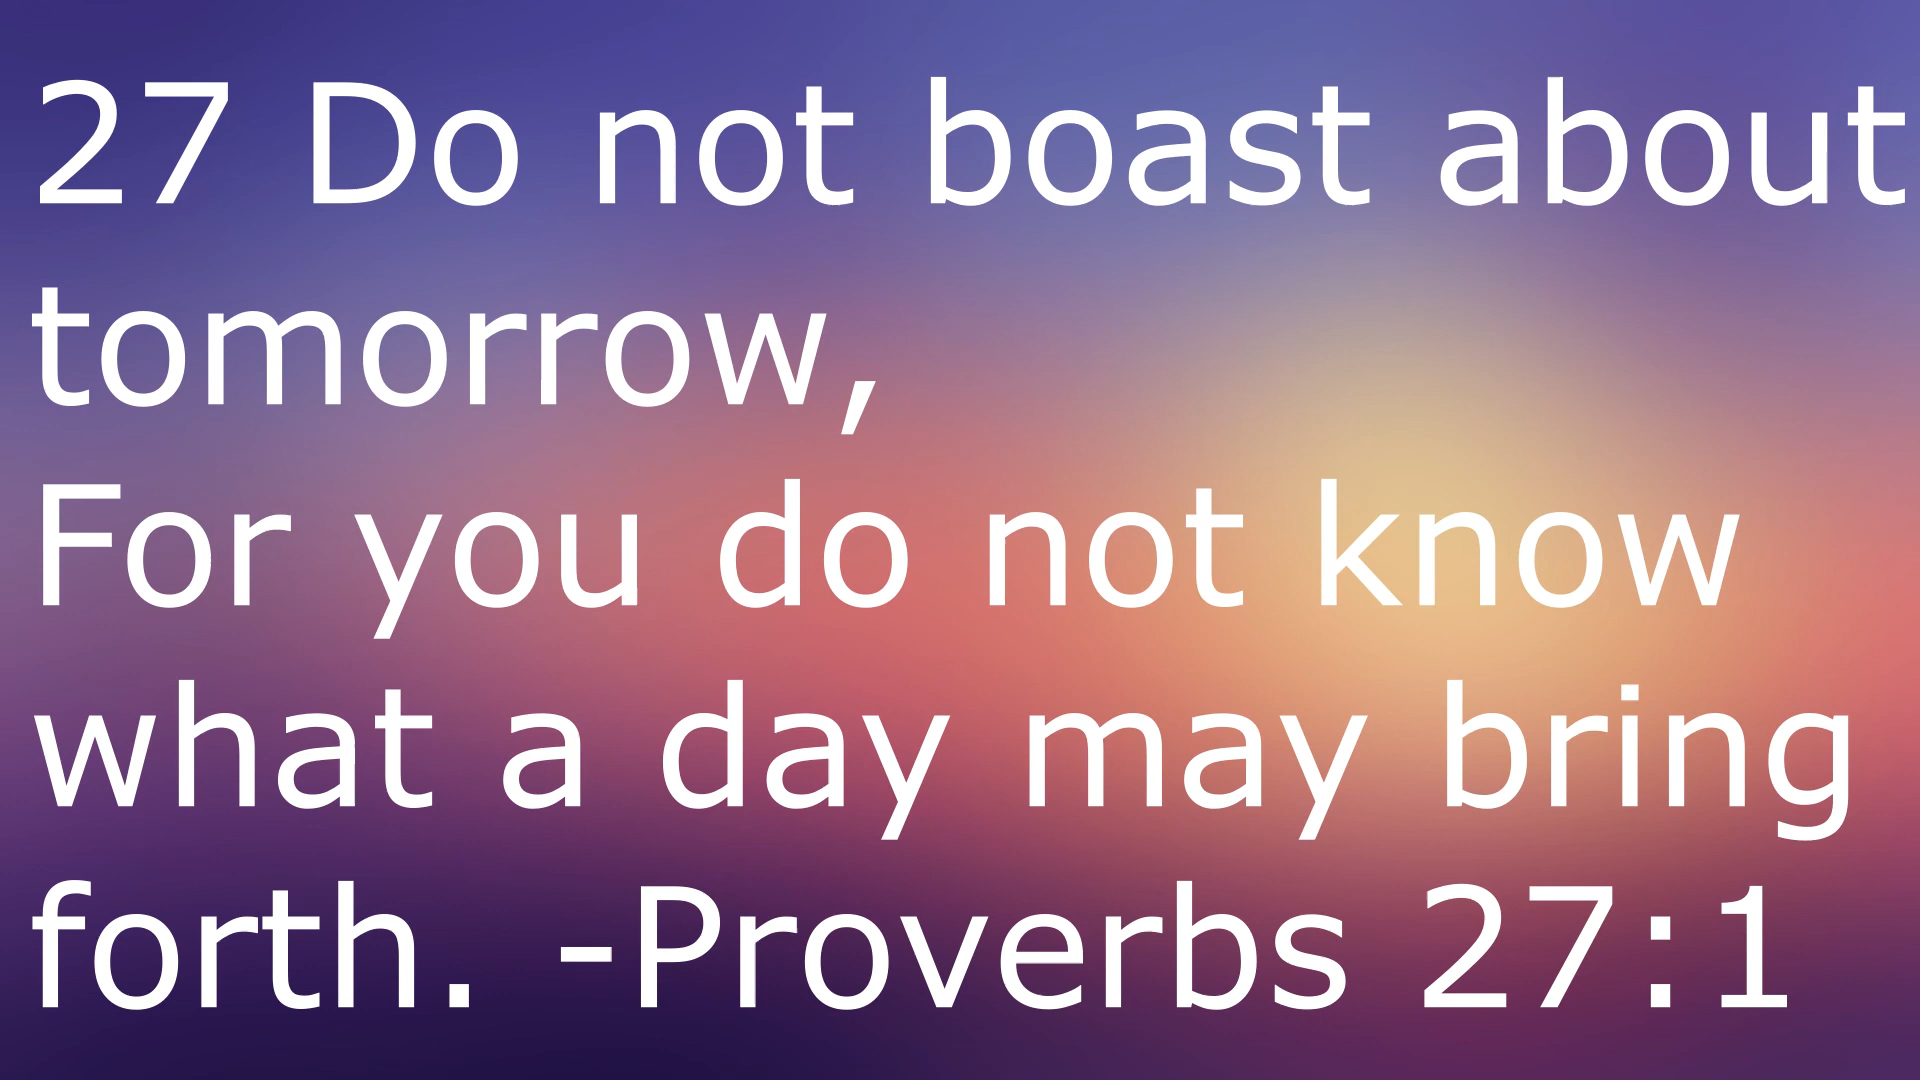 27 Do not boast about
tomorrow,
For you do not know
what a day may bring
forth. -Proverbs 27:1